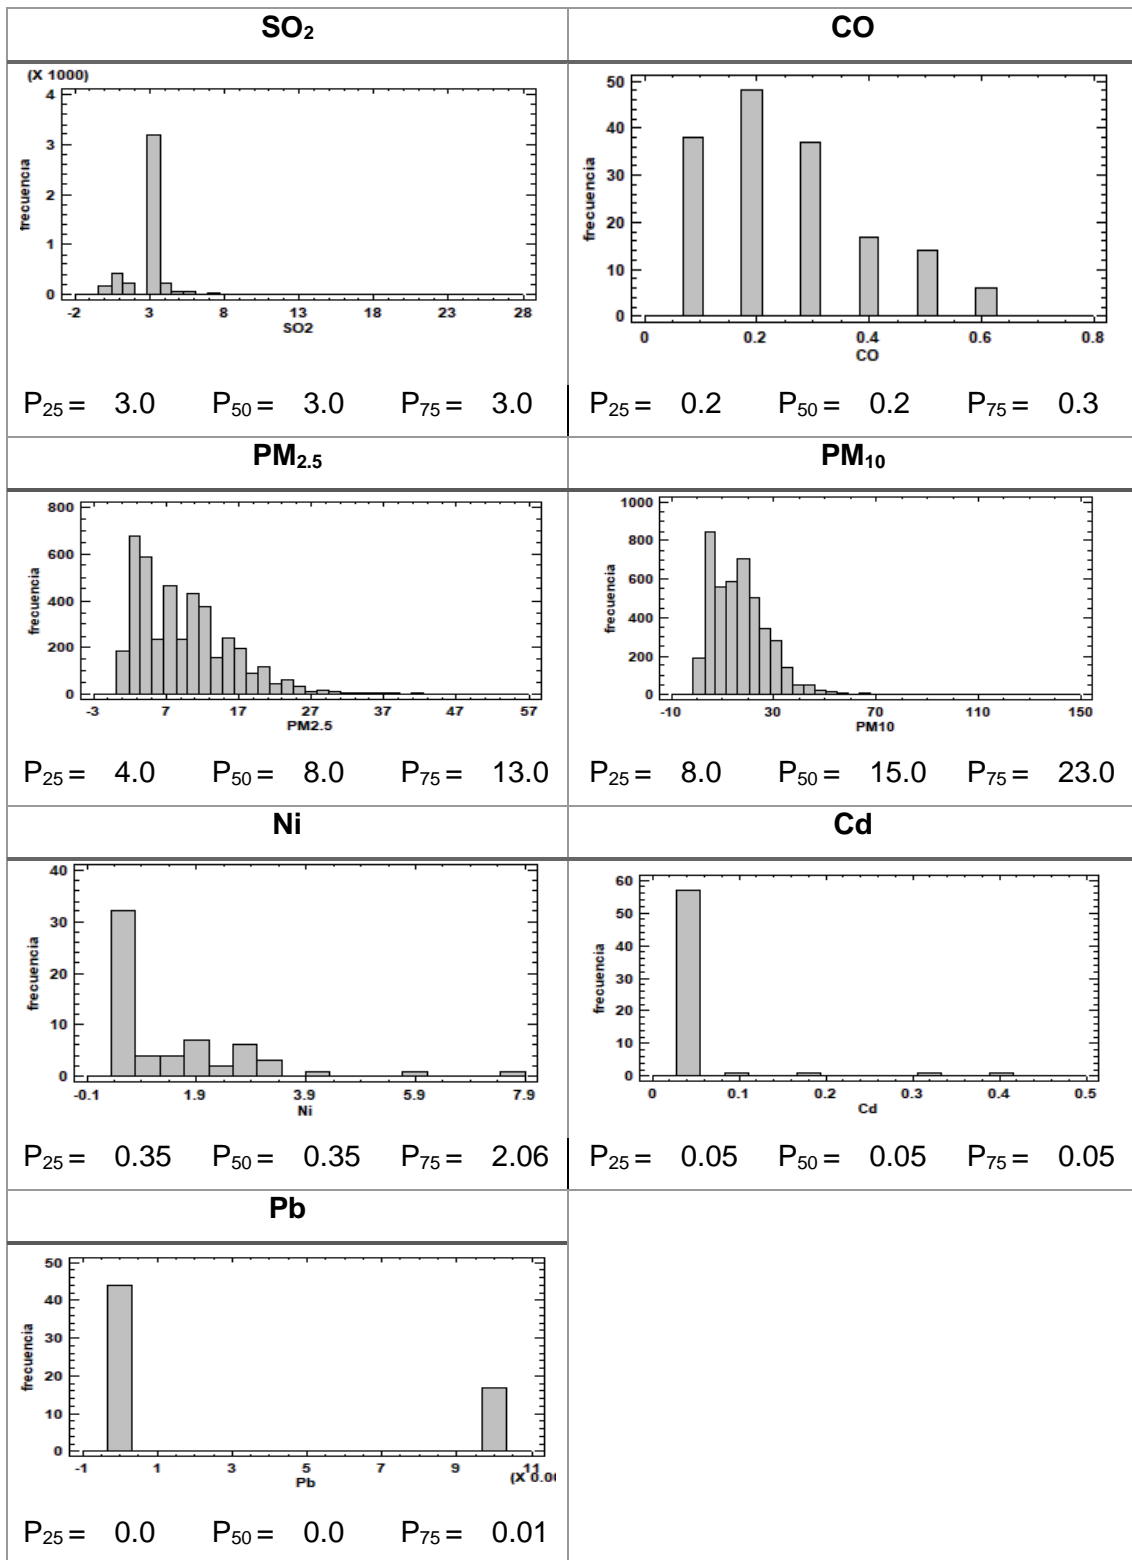 SO₂ CO
(X 1000)
4
3
2
1
0
frecuencia
-2 3 8 13 18 23 28
SO2
50
40
30
20
10
0
frecuencia
0 0.2 0.4 0.6 0.8
CO
P₂₅ = 3.0 P₅₀ = 3.0 P₇₅ = 3.0
P₂₅ = 0.2 P₅₀ = 0.2 P₇₅ = 0.3
PM₂.₅ PM₁₀
800
600
400
200
0
frecuencia
-3 7 17 27 37 47 57
PM2.5
1000
800
600
400
200
0
frecuencia
-10 30 70 110 150
PM10
P₂₅ = 4.0 P₅₀ = 8.0 P₇₅ = 13.0
P₂₅ = 8.0 P₅₀ = 15.0 P₇₅ = 23.0
Ni Cd
40
30
20
10
0
frecuencia
-0.1 1.9 3.9 5.9 7.9
Ni
60
50
40
30
20
10
0
frecuencia
0 0.1 0.2 0.3 0.4 0.5
Cd
P₂₅ = 0.35 P₅₀ = 0.35 P₇₅ = 2.06
P₂₅ = 0.05 P₅₀ = 0.05 P₇₅ = 0.05
Pb
50
40
30
20
10
0
frecuencia
-1 1 3 5 7 9 11
Pb
(X 0.0
P₂₅ = 0.0 P₅₀ = 0.0 P₇₅ = 0.01